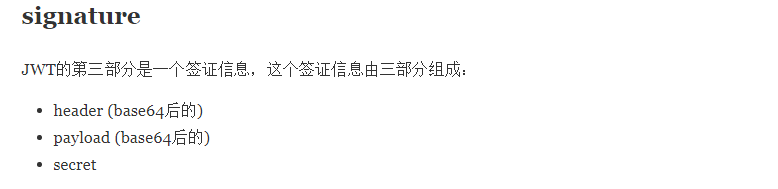 signature
JWT的第三部分是一个签证信息，这个签证信息由三部分组成：
• header (base64后的)
• payload (base64后的)
• secret